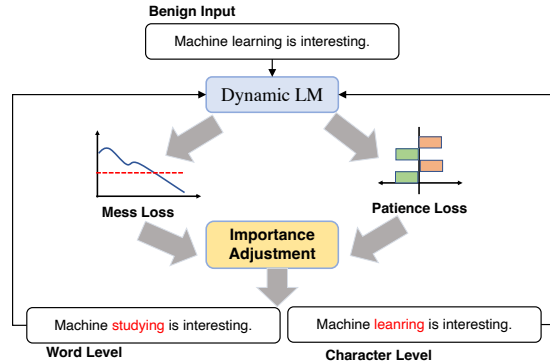 Benign Input
Machine learning is interesting.
Dynamic LM
Mess Loss
Patience Loss
Importance
Adjustment
Machine studying is interesting.
Machine leanring is interesting.
Word Level
Character Level